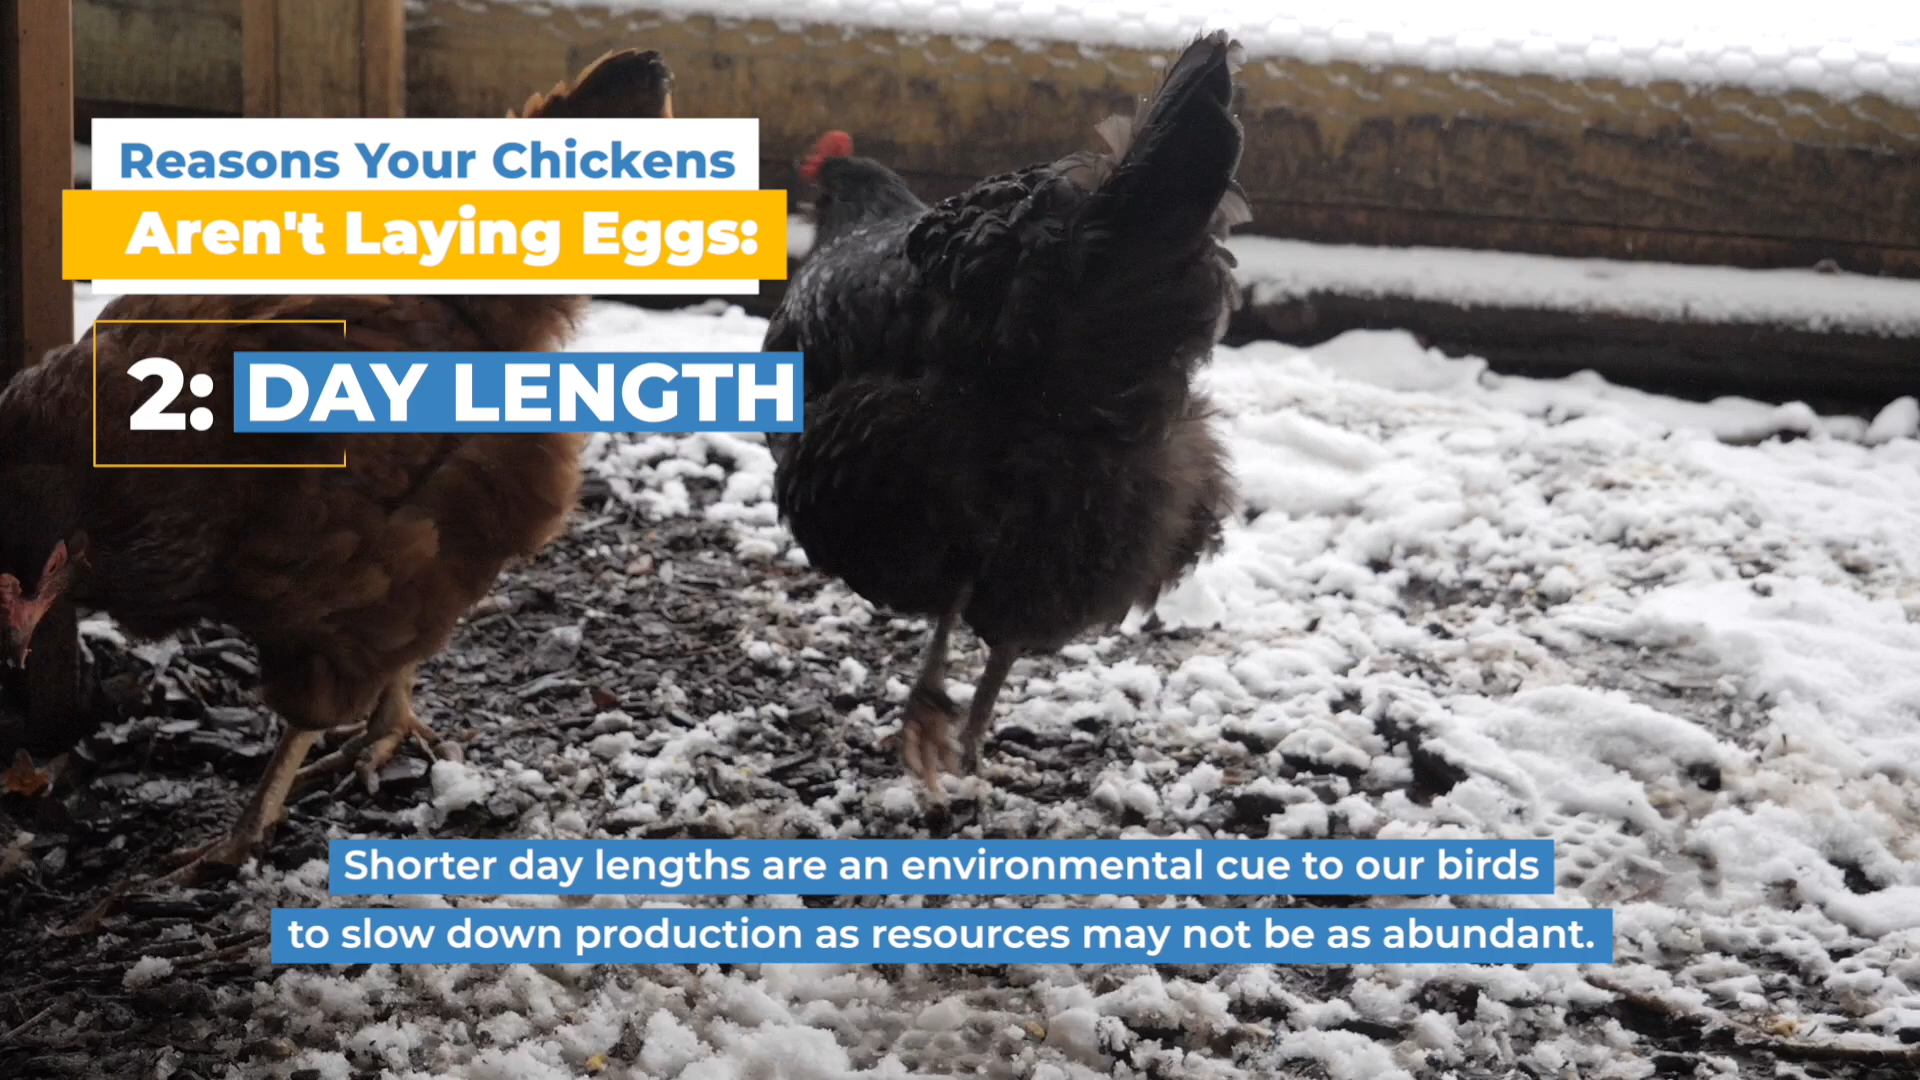 Reasons Your Chickens
Aren't Laying Eggs:
2: DAY LENGTH
Shorter day lengths are an environmental cue to our birds
to slow down production as resources may not be as abundant.